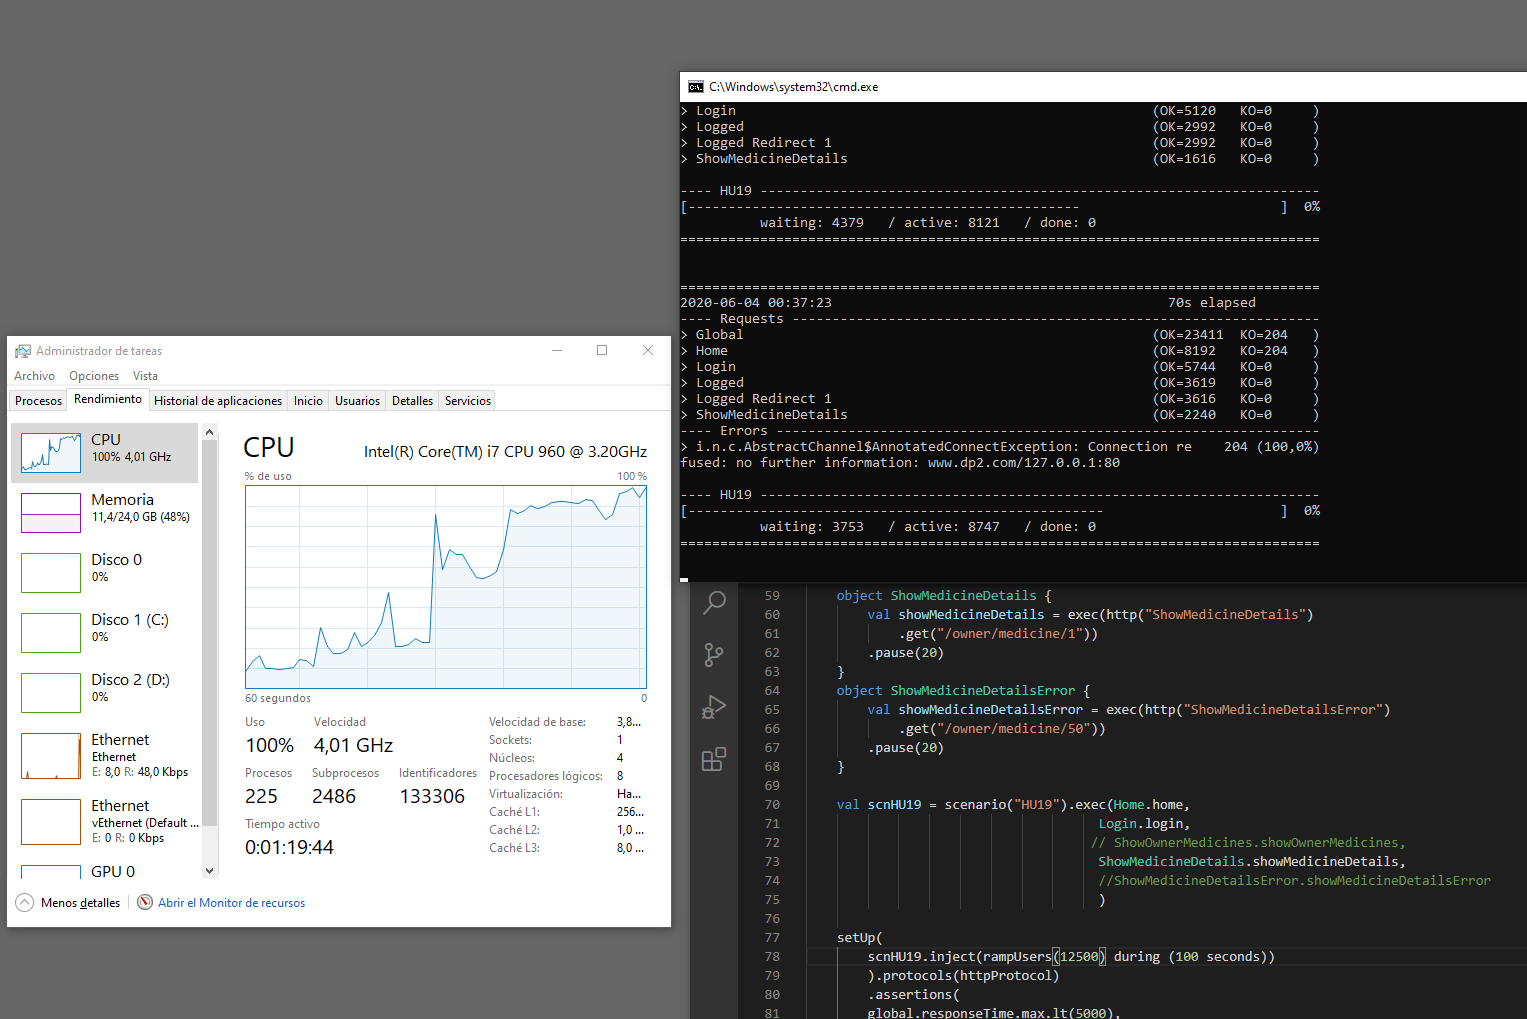 C:\Windows\system32\cmd.exe
> Login (OK=5120 KO=0 )
> Logged (OK=2992 KO=0 )
> Logged Redirect 1 (OK=2992 KO=0 )
> ShowMedicineDetails (OK=1616 KO=0 )
---- HU19 ----------------------------------------------------------------------
[------------------------------------------------- ] 0%
waiting: 4379 / active: 8121 / done: 0
================================================================================
================================================================================
2020-06-04 00:37:23 70s elapsed
---- Requests ------------------------------------------------------------------
> Global (OK=23411 KO=204 )
> Home (OK=8192 KO=204 )
> Login (OK=5744 KO=0 )
> Logged (OK=3619 KO=0 )
> Logged Redirect 1 (OK=3616 KO=0 )
> ShowMedicineDetails (OK=2240 KO=0 )
---- Errors --------------------------------------------------------------------
> i.n.c.AbstractChannel$AnnotatedConnectException: Connection re 204 (100,0%)
fused: no further information: www.dp2.com/127.0.0.1:80
---- HU19 ----------------------------------------------------------------------
[---------------------------------------------------- ] 0%
waiting: 3753 / active: 8747 / done: 0
================================================================================
Administrador de tareas
Archivo Opciones Vista
Procesos Rendimiento Historial de aplicaciones Inicio Usuarios Detalles Servicios
CPU
100% 4,01 GHz
Memoria
11,4/24,0 GB (48%)
Disco 0
0%
Disco 1 (C:)
0%
Disco 2 (D:)
0%
Ethernet
Ethernet
E: 8,0 R: 48,0 Kbps
Ethernet
vEthernet (Default ...
E: 0 R: 0 Kbps
GPU 0
CPU Intel(R) Core(TM) i7 CPU 960 @ 3.20GHz
% de uso 100 %
60 segundos 0
Uso Velocidad
100% 4,01 GHz
Procesos Subprocesos Identificadores
225 2486 133306
Tiempo activo
0:01:19:44
Velocidad de base: 3,8...
Sockets: 1
Núcleos: 4
Procesadores lógicos: 8
Virtualización: Ha...
Caché L1: 256...
Caché L2: 1,0 ...
Caché L3: 8,0 ...
Menos detalles Abrir el Monitor de recursos
59 object ShowMedicineDetails {
60 val showMedicineDetails = exec(http("ShowMedicineDetails")
61 .get("/owner/medicine/1"))
62 .pause(20)
63 }
64 object ShowMedicineDetailsError {
65 val showMedicineDetailsError = exec(http("ShowMedicineDetailsError")
66 .get("/owner/medicine/50"))
67 .pause(20)
68 }
69
70 val scnHU19 = scenario("HU19").exec(Home.home,
71 Login.login,
72 // ShowOwnerMedicines.showOwnerMedicines,
73 ShowMedicineDetails.showMedicineDetails,
74 //ShowMedicineDetailsError.showMedicineDetailsError
75 )
76
77 setUp(
78 scnHU19.inject(rampUsers(12500) during (100 seconds))
79 ).protocols(httpProtocol)
80 .assertions(
81 global.responseTime.max.lt(5000),